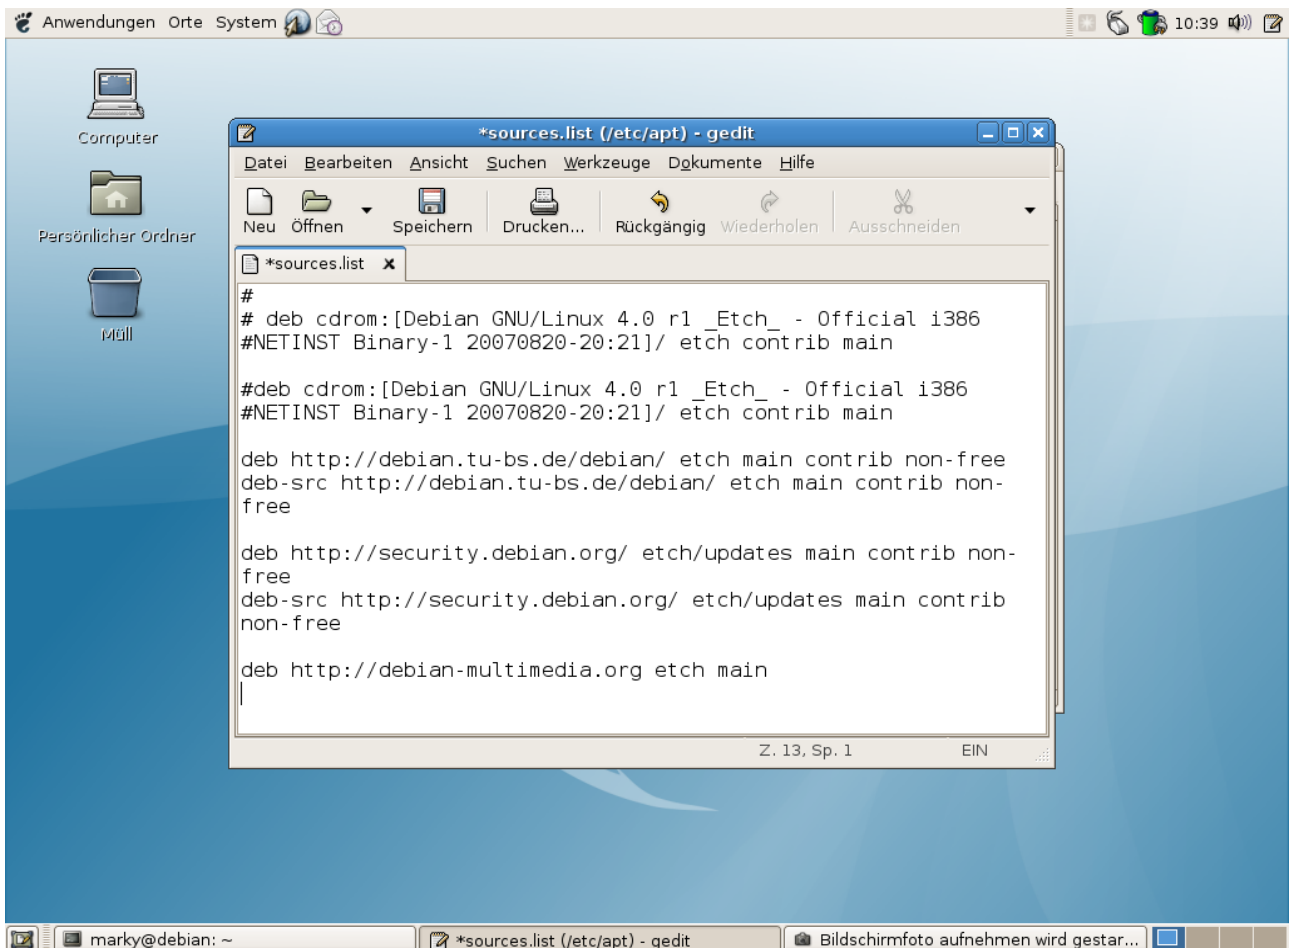 Anwendungen Orte System
10:39
Computer
Persönlicher Ordner
Müll
*sources.list (/etc/apt) - gedit
Datei Bearbeiten Ansicht Suchen Werkzeuge Dokumente Hilfe
Neu Öffnen Speichern Drucken... Rückgängig Wiederholen Ausschneiden
*sources.list
#
# deb cdrom:[Debian GNU/Linux 4.0 r1 _Etch_ - Official i386
#NETINST Binary-1 20070820-20:21]/ etch contrib main
#deb cdrom:[Debian GNU/Linux 4.0 r1 _Etch_ - Official i386
#NETINST Binary-1 20070820-20:21]/ etch contrib main
deb http://debian.tu-bs.de/debian/ etch main contrib non-free
deb-src http://debian.tu-bs.de/debian/ etch main contrib non-
free
deb http://security.debian.org/ etch/updates main contrib non-
free
deb-src http://security.debian.org/ etch/updates main contrib
non-free
deb http://debian-multimedia.org etch main
Z. 13, Sp. 1 EIN
marky@debian: ~
*sources.list (/etc/apt) - gedit
Bildschirmfoto aufnehmen wird gestar...